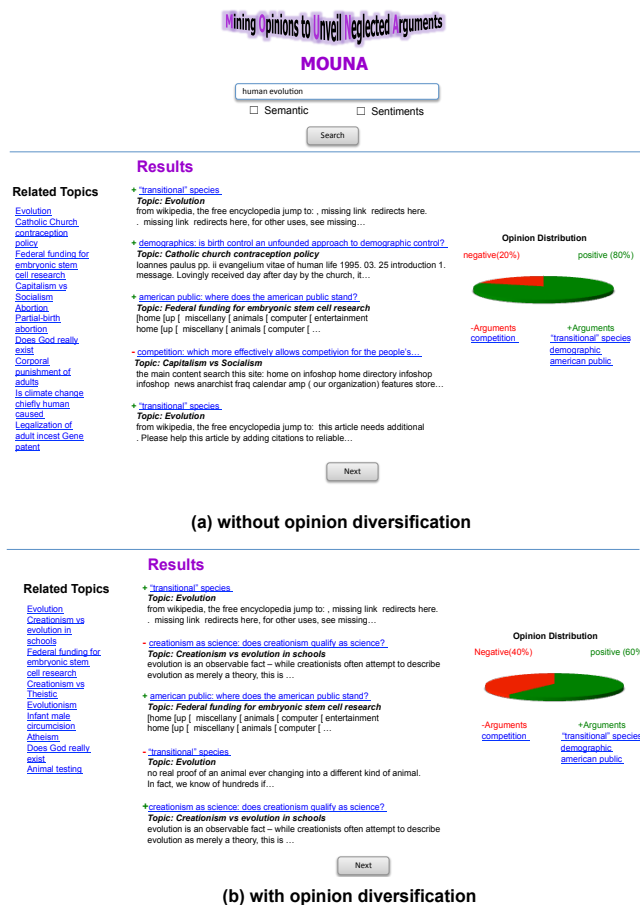 Mining Opinions to Unveil Neglected Arguments
MOUNA
human evolution
☐ Semantic ☐ Sentiments
Search
Results
Related Topics
Evolution
Catholic Church
contraception
policy
Federal funding for
embryonic stem
cell research
Capitalism vs
Socialism
Abortion
Partial-birth
abortion
Does God really
exist
Corporal
punishment of
adults
Is climate change
chiefly human
caused
Legalization of
adult incest Gene
patent
+ "transitional" species
Topic: Evolution
from wikipedia, the free encyclopedia jump to: , missing link redirects here.
. missing link redirects here, for other uses, see missing…
+ demographics: is birth control an unfounded approach to demographic control?
Topic: Catholic church contraception policy
Ioannes paulus pp. ii evangelium vitae of human life 1995. 03. 25 introduction 1.
message. Lovingly received day after day by the church, it…
+ american public: where does the american public stand?
Topic: Federal funding for embryonic stem cell research
[home [up [ miscellany [ animals [ computer [ entertainment
home [up [ miscellany [ animals [ computer [ …
- competition: which more effectively allows competiyion for the people's…
Topic: Capitalism vs Socialism
the main content search this site: home on infoshop home directory infoshop
infoshop news anarchist fraq calendar amp ( our organization) features store…
+ "transitional" species
Topic: Evolution
from wikipedia, the free encyclopedia jump to: this article needs additional
. Please help this article by adding citations to reliable…
Next
Opinion Distribution
negative(20%) positive (80%)
-Arguments +Arguments
competition "transitional" species
demographic
american public
(a) without opinion diversification
Results
Related Topics
Evolution
Creationism vs
evolution in
schools
Federal funding for
embryonic stem
cell research
Creationism vs
Theistic
Evolutionism
Infant male
circumcision
Atheism
Does God really
exist
Animal testing
+ "transitional" species
Topic: Evolution
from wikipedia, the free encyclopedia jump to: , missing link redirects here.
. missing link redirects here, for other uses, see missing…
- creationism as science: does creationism qualify as science?
Topic: Creationism vs evolution in schools
evolution is an observable fact – while creationists often attempt to describe
evolution as merely a theory, this is …
+ american public: where does the american public stand?
Topic: Federal funding for embryonic stem cell research
[home [up [ miscellany [ animals [ computer [ entertainment
home [up [ miscellany [ animals [ computer [ …
- "transitional" species
Topic: Evolution
no real proof of an animal ever changing into a different kind of animal.
In fact, we know of hundreds if…
+creationism as science: does creationism qualify as science?
Topic: Creationism vs evolution in schools
evolution is an observable fact – while creationists often attempt to describe
evolution as merely a theory, this is …
Next
Opinion Distribution
Negative(40%) positive (60%
-Arguments +Arguments
competition "transitional" species
demographic
american public
(b) with opinion diversification